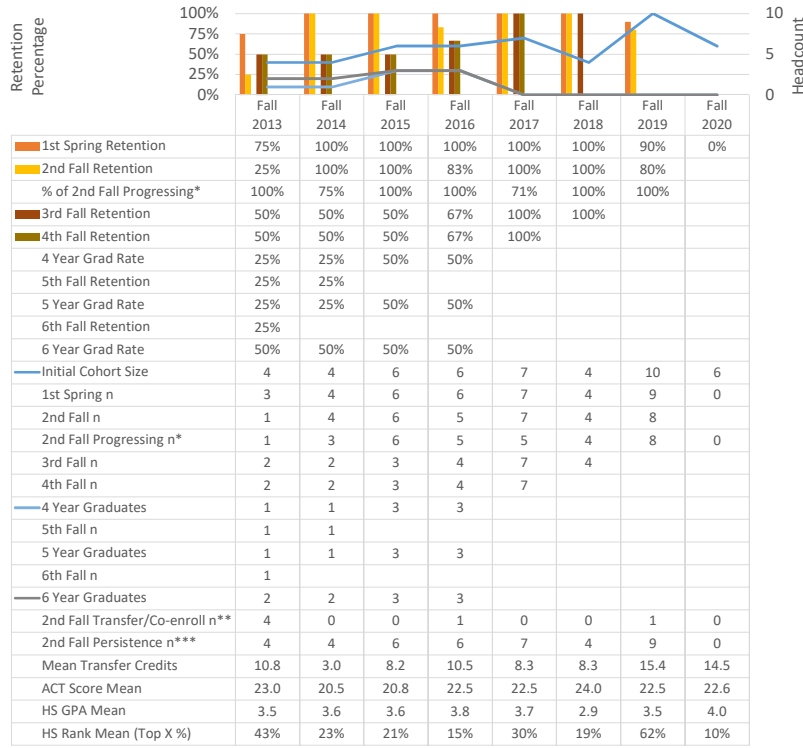 Retention
Percentage
100%
75%
50%
25%
0%
10
5
0
Headcount
Fall 2013 Fall 2014 Fall 2015 Fall 2016 Fall 2017 Fall 2018 Fall 2019 Fall 2020
1st Spring Retention 75% 100% 100% 100% 100% 100% 90% 0%
2nd Fall Retention 25% 100% 100% 83% 100% 100% 80%
% of 2nd Fall Progressing* 100% 75% 100% 100% 71% 100% 100%
3rd Fall Retention 50% 50% 50% 67% 100% 100%
4th Fall Retention 50% 50% 50% 67% 100%
4 Year Grad Rate 25% 25% 50% 50%
5th Fall Retention 25% 25%
5 Year Grad Rate 25% 25% 50% 50%
6th Fall Retention 25%
6 Year Grad Rate 50% 50% 50% 50%
Initial Cohort Size 4 4 6 6 7 4 10 6
1st Spring n 3 4 6 6 7 4 9 0
2nd Fall n 1 4 6 5 7 4 8
2nd Fall Progressing n* 1 3 6 5 5 4 8 0
3rd Fall n 2 2 3 4 7 4
4th Fall n 2 2 3 4 7
4 Year Graduates 1 1 3 3
5th Fall n 1 1
5 Year Graduates 1 1 3 3
6th Fall n 1
6 Year Graduates 2 2 3 3
2nd Fall Transfer/Co-enroll n** 4 0 0 1 0 0 1 0
2nd Fall Persistence n*** 4 4 6 6 7 4 9 0
Mean Transfer Credits 10.8 3.0 8.2 10.5 8.3 8.3 15.4 14.5
ACT Score Mean 23.0 20.5 20.8 22.5 22.5 24.0 22.5 22.6
HS GPA Mean 3.5 3.6 3.6 3.8 3.7 2.9 3.5 4.0
HS Rank Mean (Top X %) 43% 23% 21% 15% 30% 19% 62% 10%